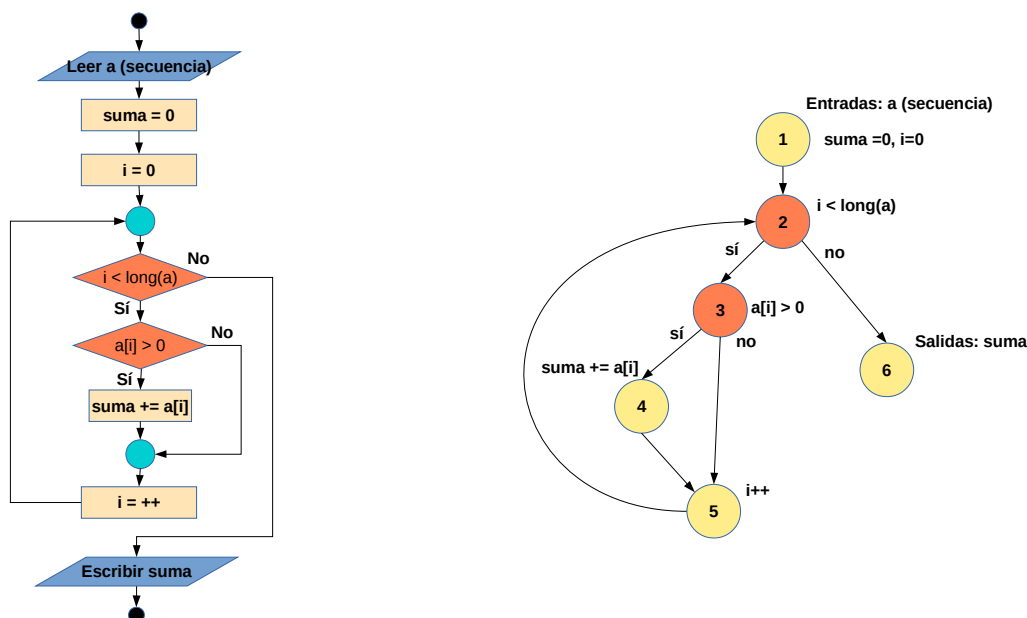 Leer a (secuencia)
suma = 0
i = 0
No
i < long(a)
Sí
No
a[i] > 0
Sí
suma += a[i]
i = ++
Escribir suma
Entradas: a (secuencia)
1
suma =0, i=0
i < long(a)
2
sí
no
3
a[i] > 0
sí
no
Salidas: suma
suma += a[i]
6
4
i++
5